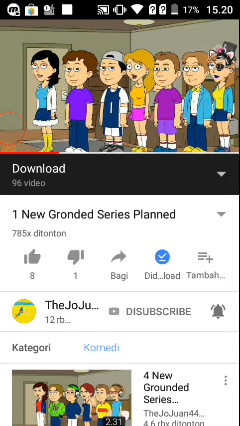 17% 15.20
Download
96 video
1 New Gronded Series Planned
785x ditonton
8 1 Bagi Did...load Tambah...
TheJoJu...
12 rb...
DISUBSCRIBE
Kategori Komedi
4 New
Grounded
Series...
TheJoJuan44...
4,6 rbx ditonton
2.31